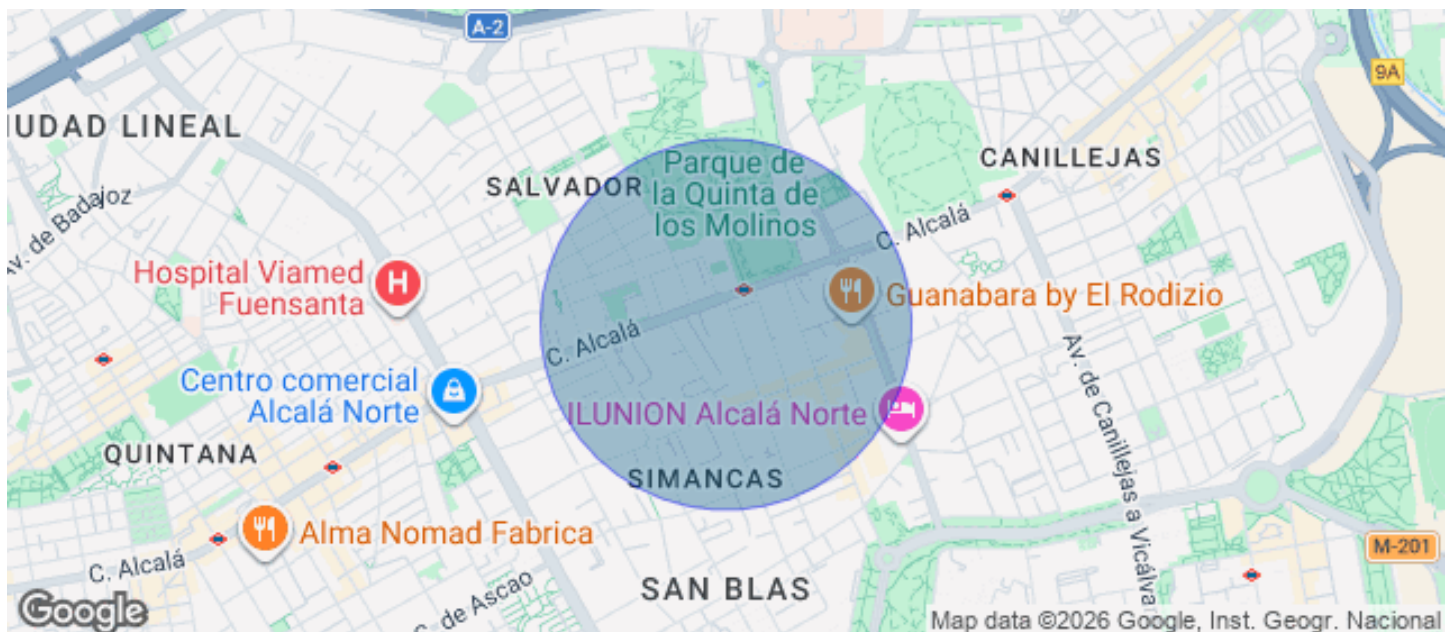 A-2
9A
IUDAD LINEAL
CANILLEJAS
Parque de
la Quinta de
los Molinos
SALVADOR
Av. de Badajoz
C. Alcalá
Hospital Viamed
Fuensanta
Guanabara by El Rodizio
C. Alcalá
Centro comercial
Alcalá Norte
Av. de Canillejas a Vicálva
ILUNION Alcalá Norte
QUINTANA
SIMANCAS
Alma Nomad Fabrica
M-201
C. Alcalá
C. de Ascao
SAN BLAS
Google
Map data ©2026 Google, Inst. Geogr. Nacional